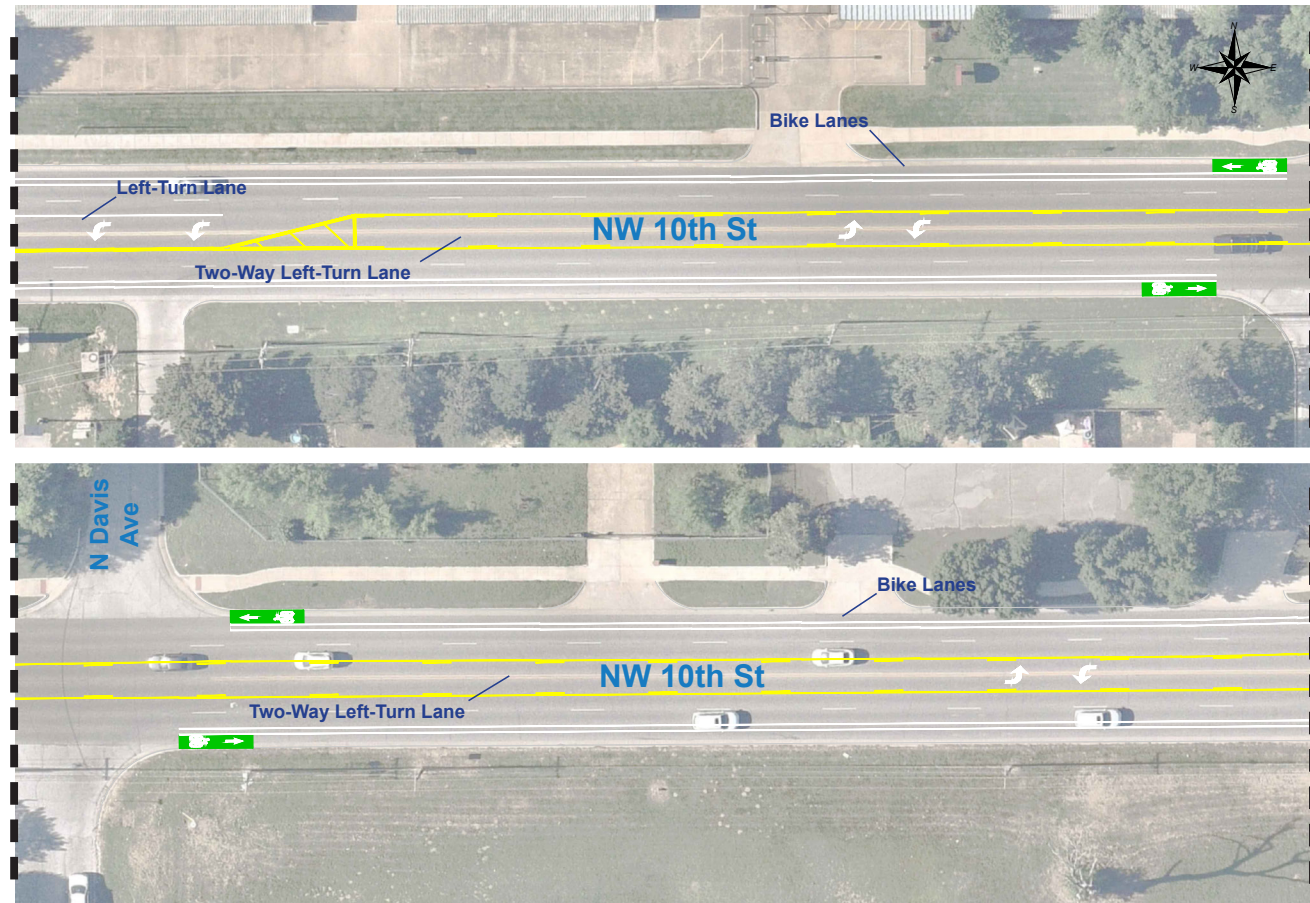 N
W E
S
Bike Lanes
Left-Turn Lane
NW 10th St
Two-Way Left-Turn Lane
N Davis
Ave
Bike Lanes
NW 10th St
Two-Way Left-Turn Lane